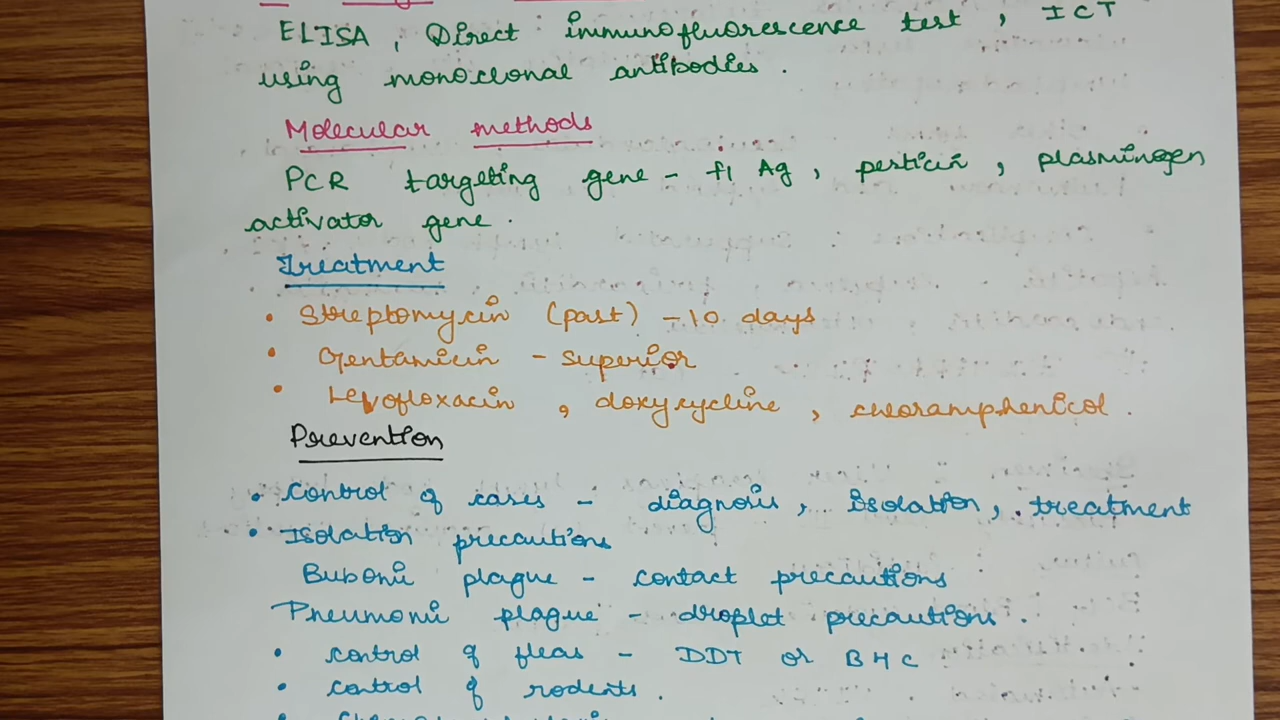 ELISA, Direct immunofluorescence test, ICT
using monoclonal antibodies.
Molecular methods
PCR targeting gene - f1 Ag, pesticin, plasminogen
activator gene.
Treatment
• Streptomycin (past) - 10 days
• Gentamicin - superior
• Levofloxacin, doxycycline, chloramphenicol.
Prevention
• Control of cases - diagnosis, isolation, treatment
• Isolation precautions
Bubonic plague - contact precautions
Pneumonic plague - droplet precautions.
• control of fleas - DDT or BHC
• control of rodents.